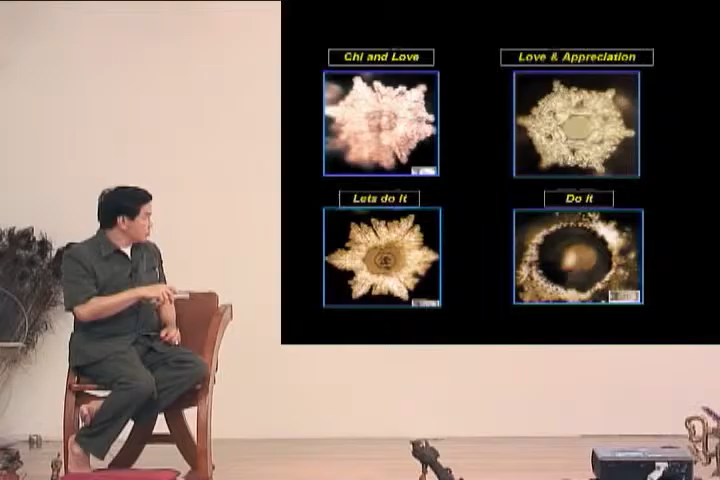 Chi and Love
Love & Appreciation
Lets do it
Do it